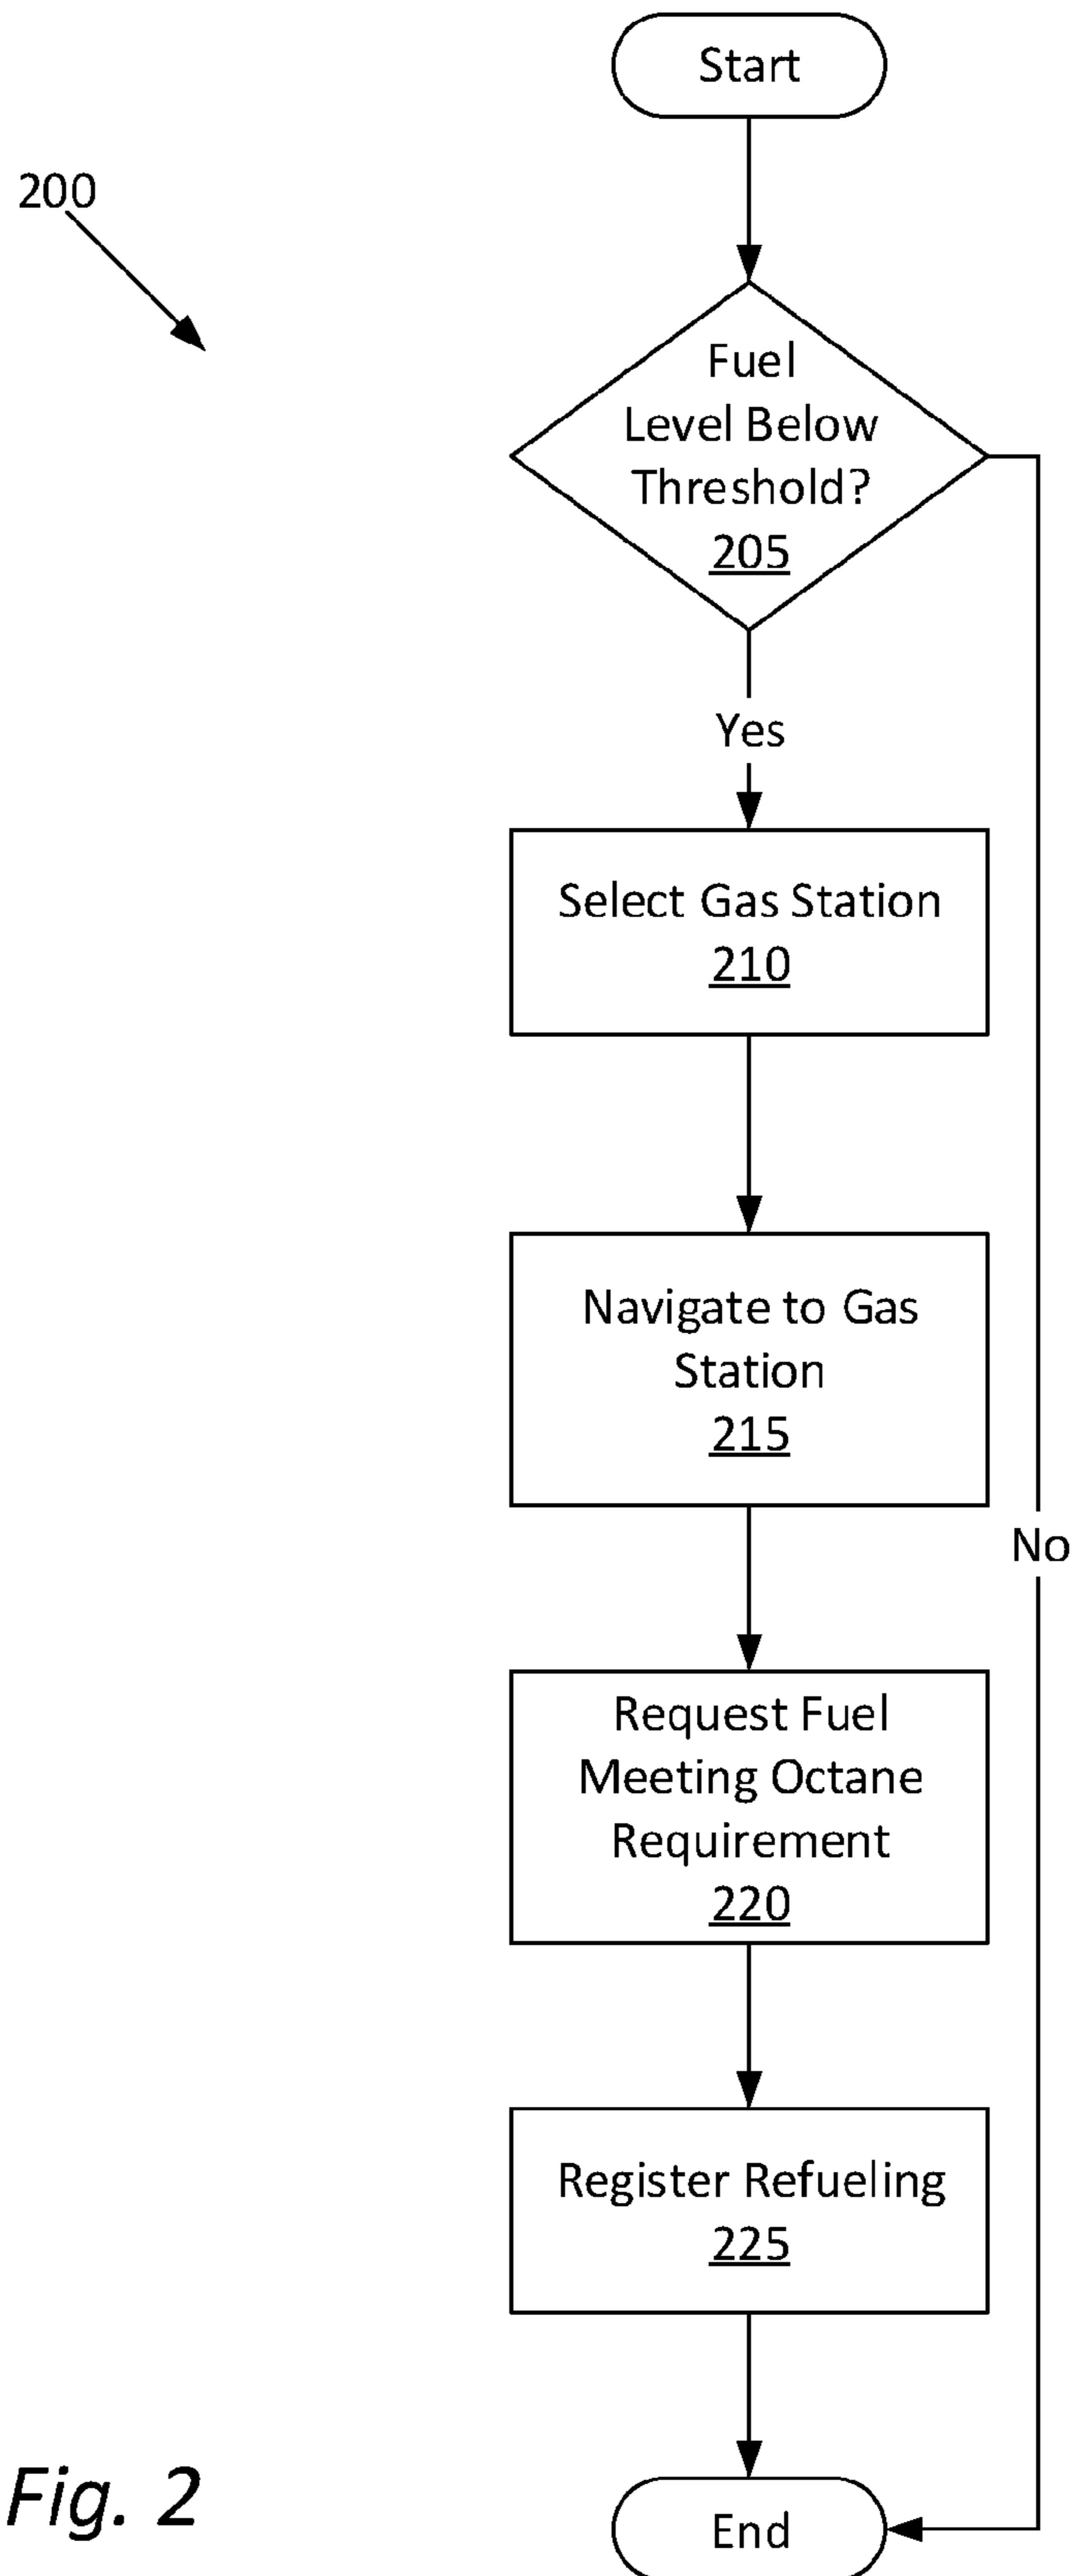 Start
200
Fuel
Level Below
Threshold?
205
Yes
Select Gas Station
210
Navigate to Gas
Station
215
No
Request Fuel
Meeting Octane
Requirement
220
Register Refueling
225
Fig. 2
End